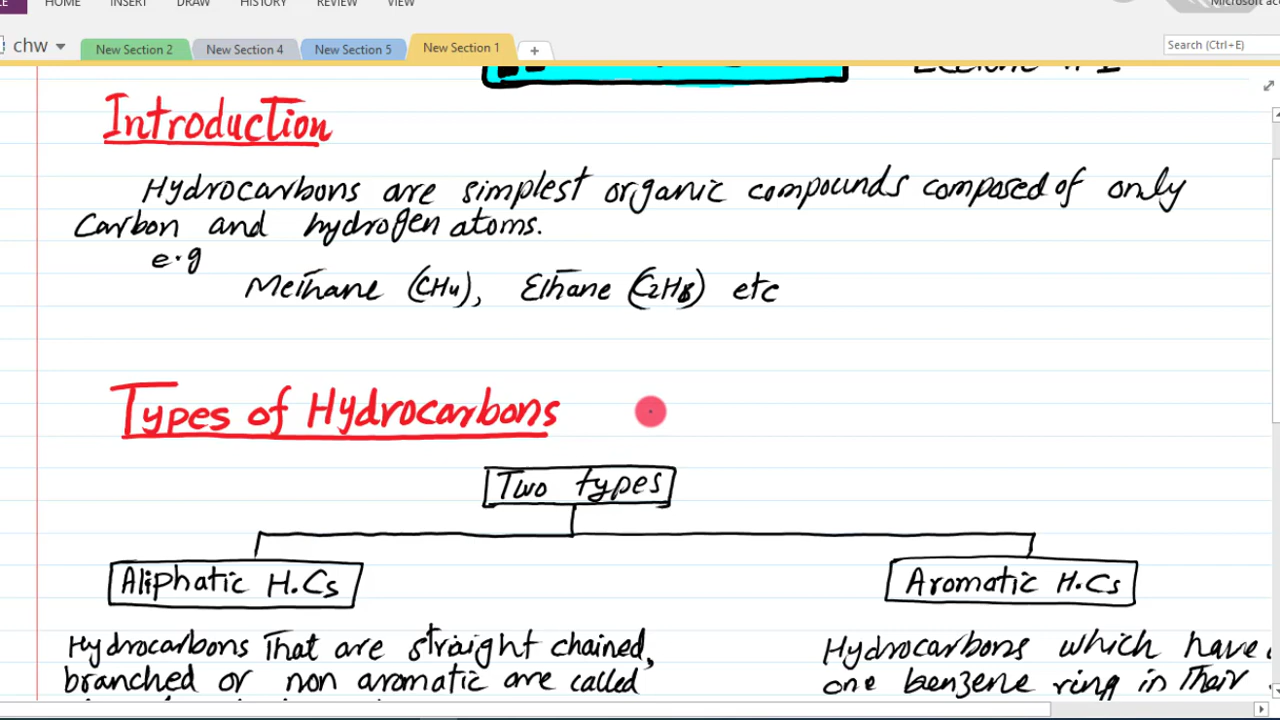 HOME INSERT DRAW HISTORY REVIEW VIEW
chw New Section 2 New Section 4 New Section 5 New Section 1 + Search (Ctrl+E)
Introduction
Hydrocarbons are simplest organic compounds composed of only
Carbon and hydrogen atoms.
e.g
Methane (CH4), Ethane (C2H6) etc
Types of Hydrocarbons
Two types
Aliphatic H.Cs Aromatic H.Cs
Hydrocarbons That are straight chained, Hydrocarbons which have
branched or non aromatic are called one benzene ring in Their